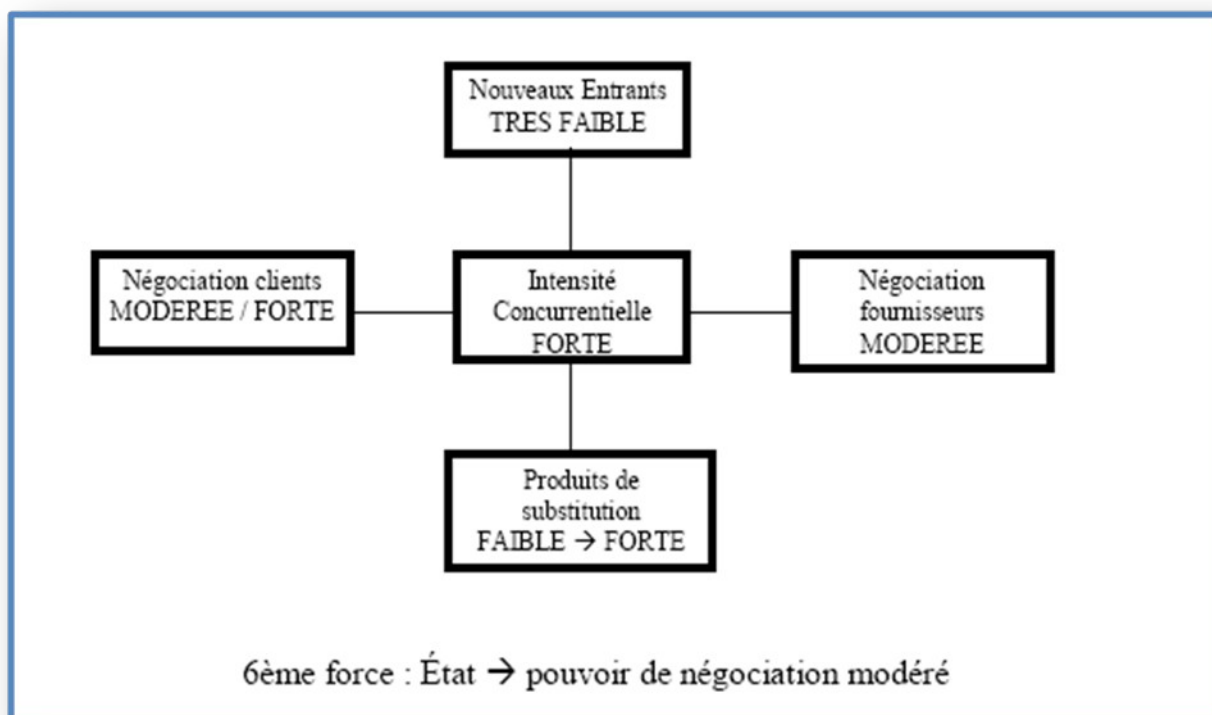 Nouveaux Entrants
TRES FAIBLE
Négociation clients
MODEREE / FORTE
Intensité
Concurrentielle
FORTE
Négociation
fournisseurs
MODEREE
Produits de
substitution
FAIBLE → FORTE
6ème force : État → pouvoir de négociation modéré